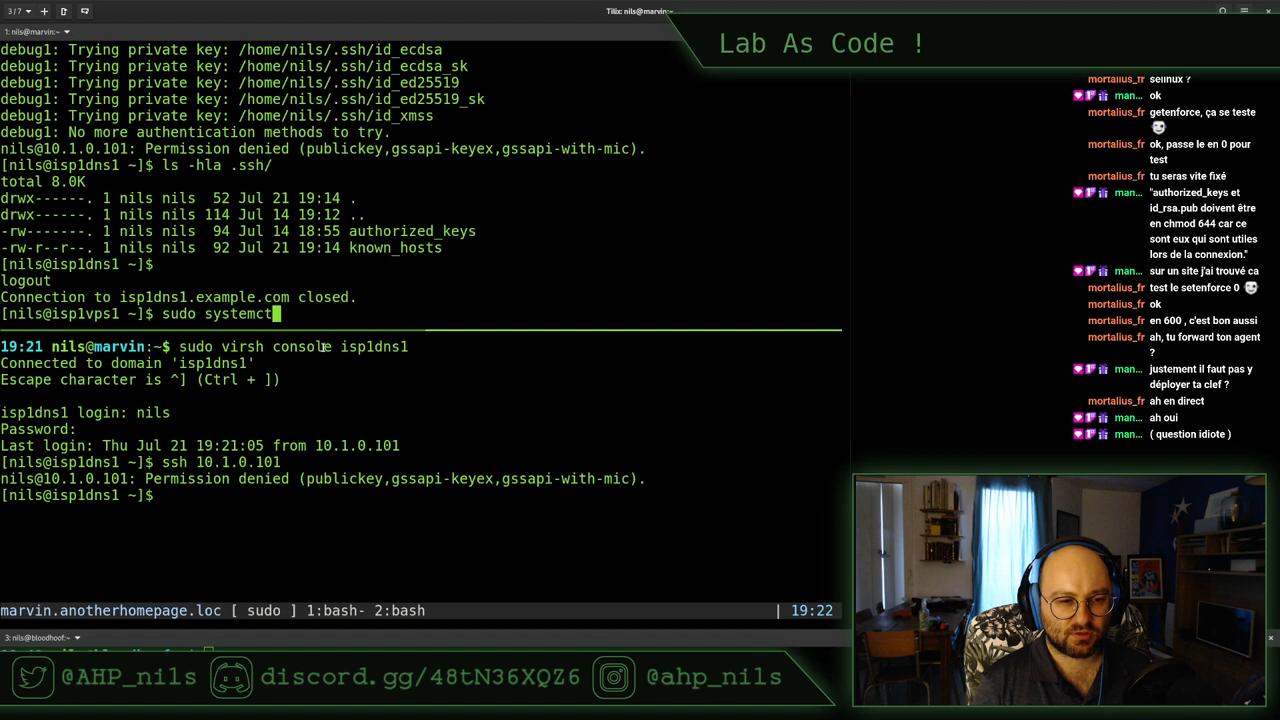 3/7
Tilix: nils@marvin:~
1: nils@marvin:~
debug1: Trying private key: /home/nils/.ssh/id_ecdsa
debug1: Trying private key: /home/nils/.ssh/id_ecdsa_sk
debug1: Trying private key: /home/nils/.ssh/id_ed25519
debug1: Trying private key: /home/nils/.ssh/id_ed25519_sk
debug1: Trying private key: /home/nils/.ssh/id_xmss
debug1: No more authentication methods to try.
nils@10.1.0.101: Permission denied (publickey,gssapi-keyex,gssapi-with-mic).
[nils@isp1dns1 ~]$ ls -hla .ssh/
total 8.0K
drwx------. 1 nils nils  52 Jul 21 19:14 .
drwx------. 1 nils nils 114 Jul 14 19:12 ..
-rw-------. 1 nils nils  94 Jul 14 18:55 authorized_keys
-rw-r--r--. 1 nils nils  92 Jul 21 19:14 known_hosts
[nils@isp1dns1 ~]$
logout
Connection to isp1dns1.example.com closed.
[nils@isp1vps1 ~]$ sudo systemct
19:21 nils@marvin:~$ sudo virsh console isp1dns1
Connected to domain 'isp1dns1'
Escape character is ^] (Ctrl + ])
isp1dns1 login: nils
Password:
Last login: Thu Jul 21 19:21:05 from 10.1.0.101
[nils@isp1dns1 ~]$ ssh 10.1.0.101
nils@10.1.0.101: Permission denied (publickey,gssapi-keyex,gssapi-with-mic).
[nils@isp1dns1 ~]$
marvin.anotherhomepage.loc [ sudo ] 1:bash- 2:bash | 19:22
3: nils@bloodhoof:~
Lab As Code !
mortalius_fr selinux ?
man... ok
mortalius_fr getenforce, ça se teste
mortalius_fr ok, passe le en 0 pour
test
mortalius_fr tu seras vite fixé
man... "authorized_keys et
id_rsa.pub doivent être
en chmod 644 car ce
sont eux qui sont utiles
lors de la connexion."
man... sur un site j'ai trouvé ca
mortalius_fr test le setenforce 0
mortalius_fr ok
mortalius_fr en 600 , c'est bon aussi
mortalius_fr ah, tu forward ton agent
?
man... justement il faut pas y
déployer ta clef ?
mortalius_fr ah en direct
man... ah oui
man... ( question idiote )
@AHP_nils discord.gg/48tN36XQZ6 @ahp_nils